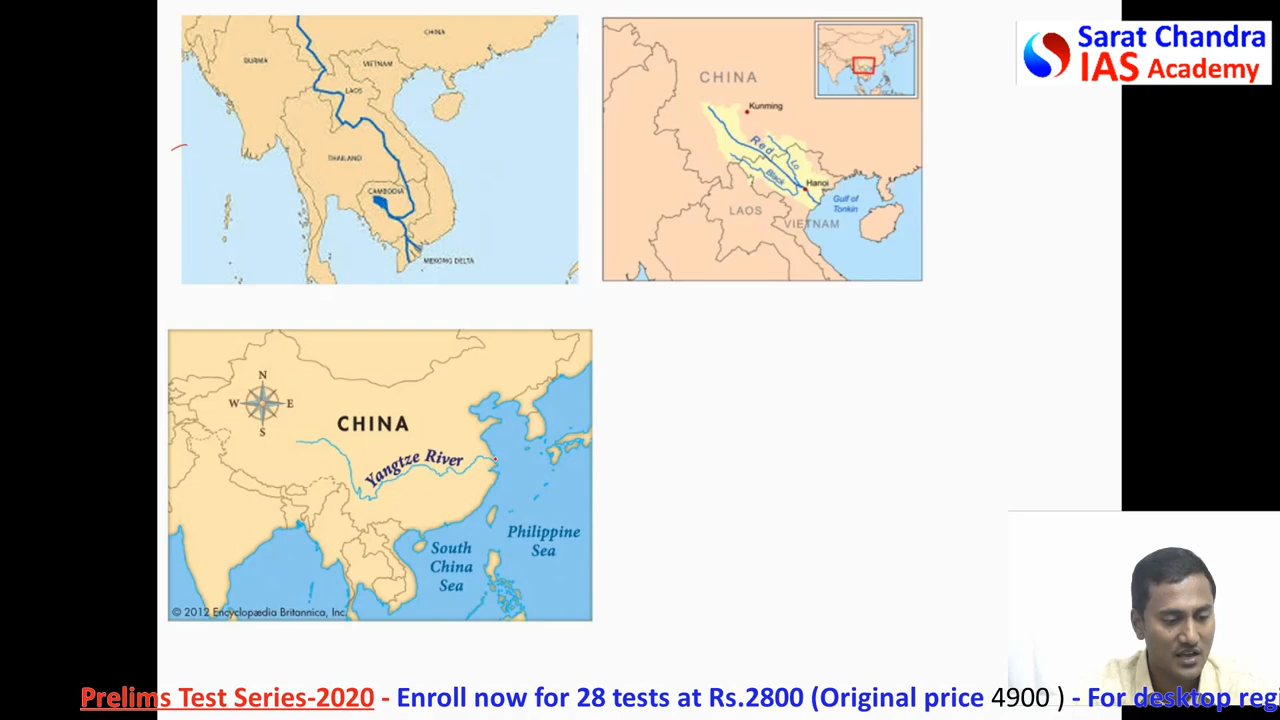 CHINA
BURMA
VIETNAM
LAOS
THAILAND
CAMBODIA
MEKONG DELTA
CHINA
Kunming
Red
Lo
Black
Hanoi
Gulf of
Tonkin
LAOS
VIETNAM
Sarat Chandra
IAS Academy
N
W E
S
CHINA
Yangtze River
Philippine
Sea
South
China
Sea
© 2012 Encyclopædia Britannica, Inc.
Prelims Test Series-2020 - Enroll now for 28 tests at Rs.2800 (Original price 4900 ) - For desktop regi